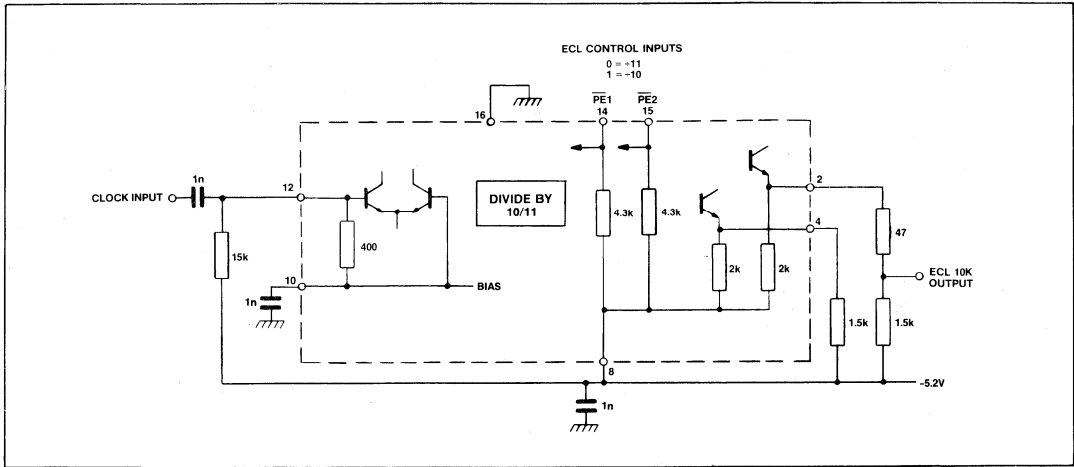 ECL CONTROL INPUTS
0 = ÷11
1 = ÷10
PE1
14
PE2
15
16
1n
CLOCK INPUT
12
DIVIDE BY
10/11
4.3k
4.3k
2
4
47
15k
400
2k
2k
ECL 10K
OUTPUT
10
BIAS
1n
1.5k
1.5k
8
-5.2V
1n